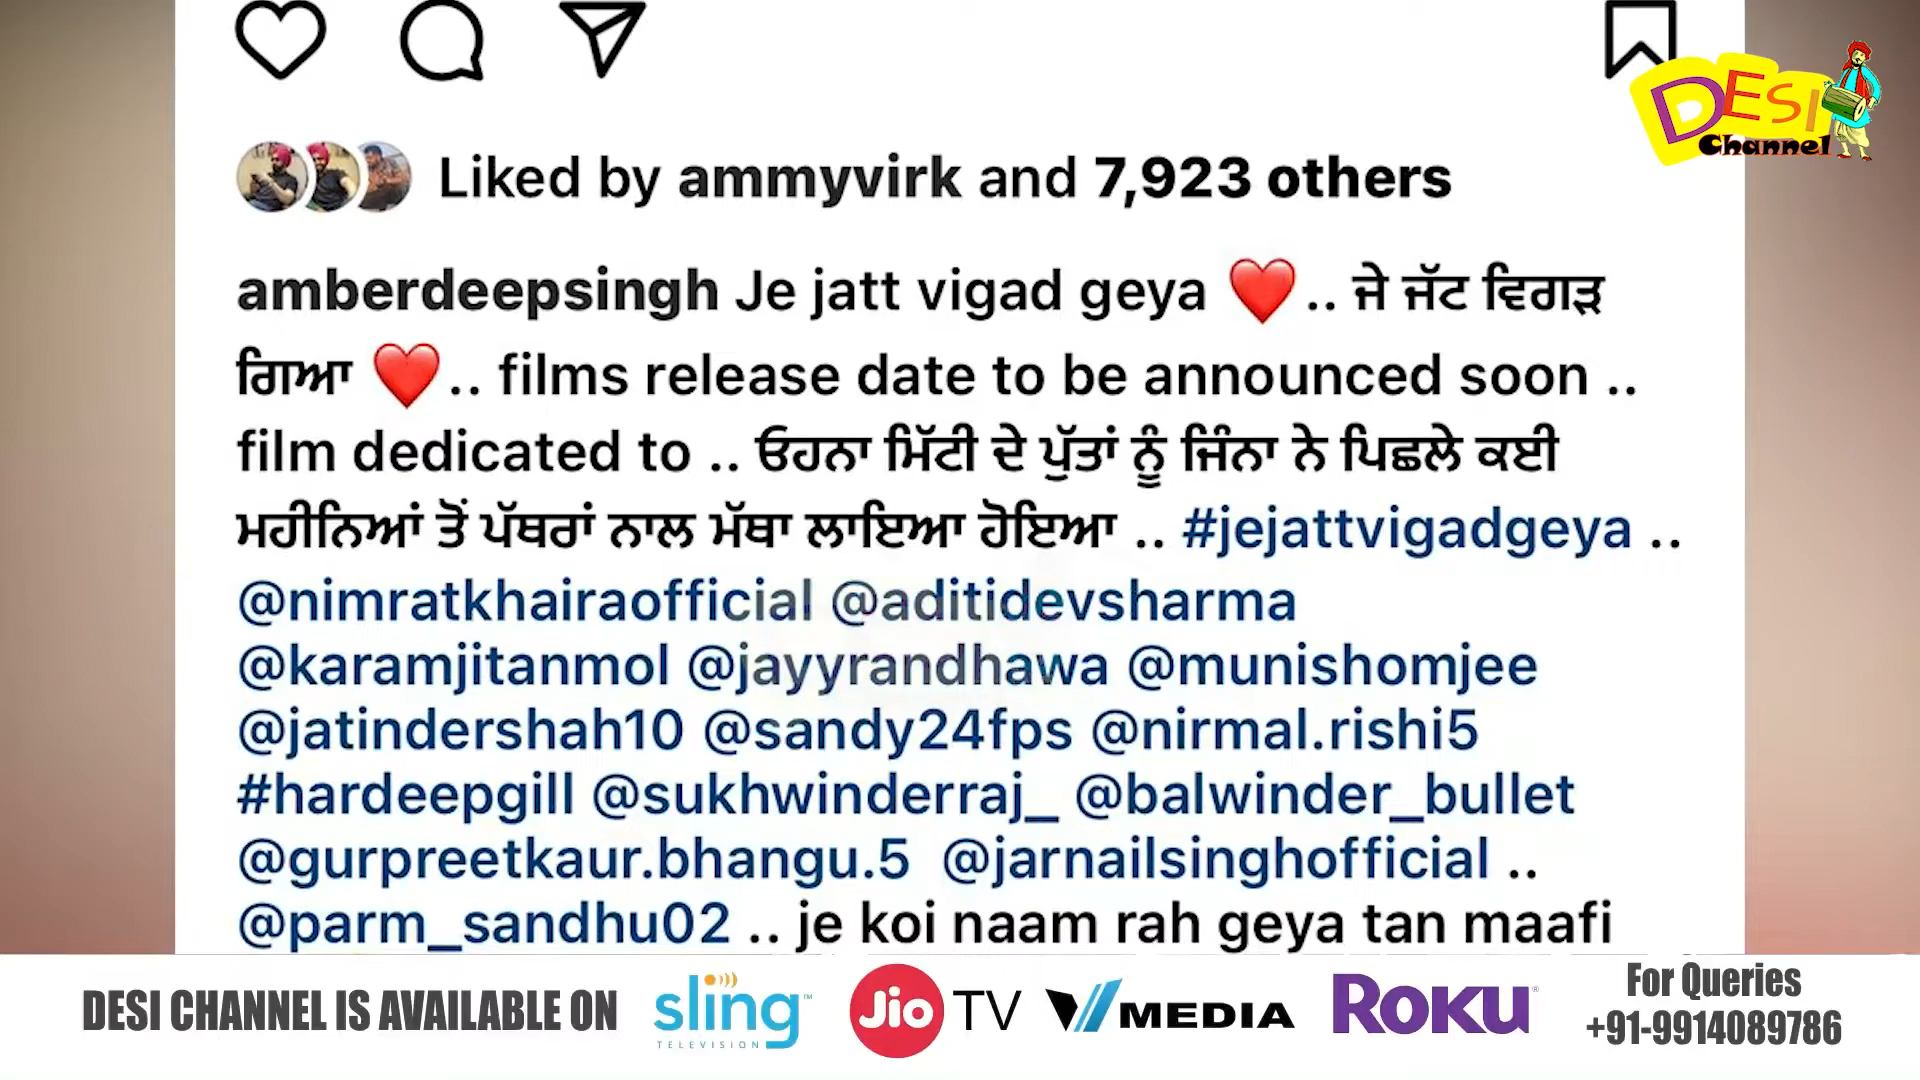 DESI
Channel
Liked by ammyvirk and 7,923 others
amberdeepsingh Je jatt vigad geya ❤️.. ਜੇ ਜੱਟ ਵਿਗੜ
ਗਿਆ ❤️.. films release date to be announced soon ..
film dedicated to .. ਓਹਨਾ ਮਿੱਟੀ ਦੇ ਪੁੱਤਾਂ ਨੂੰ ਜਿੰਨਾ ਨੇ ਪਿਛਲੇ ਕਈ
ਮਹੀਨਿਆਂ ਤੋਂ ਪੱਥਰਾਂ ਨਾਲ ਮੱਥਾ ਲਾਇਆ ਹੋਇਆ .. #jejattvigadgeya ..
@nimratkhairaofficial @aditidevsharma
@karamjitanmol @jayyrandhawa @munishomjee
@jatindershah10 @sandy24fps @nirmal.rishi5
#hardeepgill @sukhwinderraj_ @balwinder_bullet
@gurpreetkaur.bhangu.5 @jarnailsinghofficial ..
@parm_sandhu02 .. je koi naam rah geya tan maafi
DESI CHANNEL IS AVAILABLE ON
sling
TELEVISION
Jio TV
V MEDIA
ROKU
For Queries
+91-9914089786